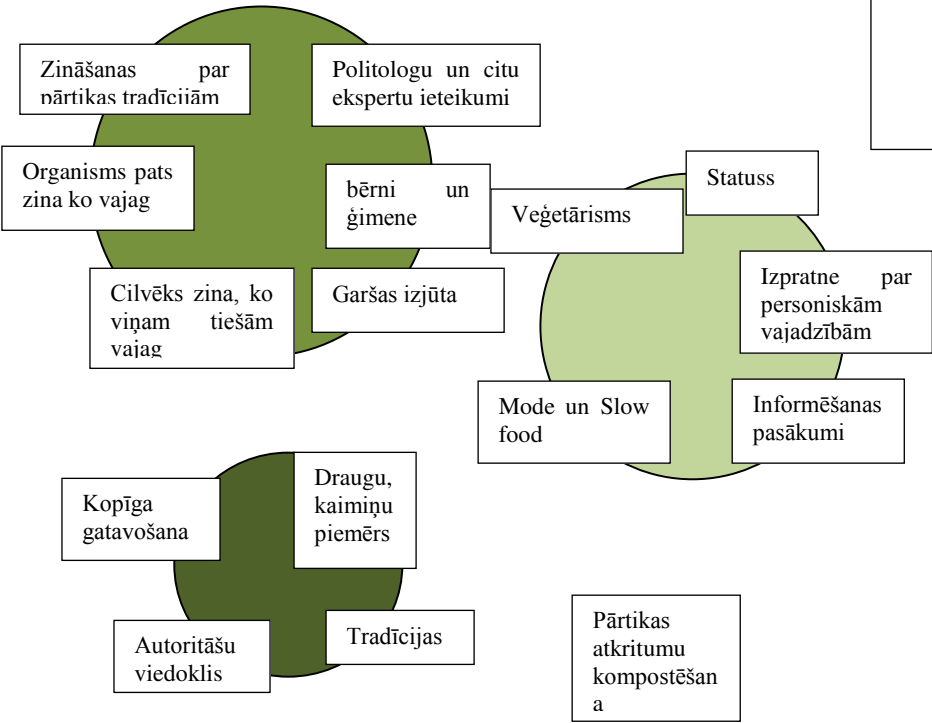 Zināšanas par
pārtikas tradīcijām
Politologu un citu
ekspertu ieteikumi
Organisms pats
zina ko vajag
bērni un
ģimene
Cilvēks zina, ko
viņam tiešām
vajag
Garšas izjūta
Statuss
Veģetārisms
Izpratne par
personiskām
vajadzībām
Mode un Slow
food
Informēšanas
pasākumi
Kopīga
gatavošana
Draugu,
kaimiņu
piemērs
Autoritāšu
viedoklis
Tradīcijas
Pārtikas
atkritumu
kompostēšan
a